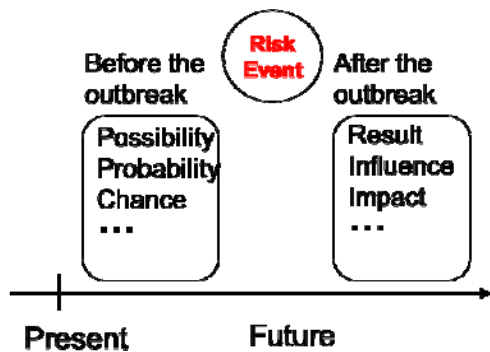 Risk
Event
Before the
outbreak
Possibility
Probability
Chance
...
After the
outbreak
Result
Influence
Impact
...
Present
Future